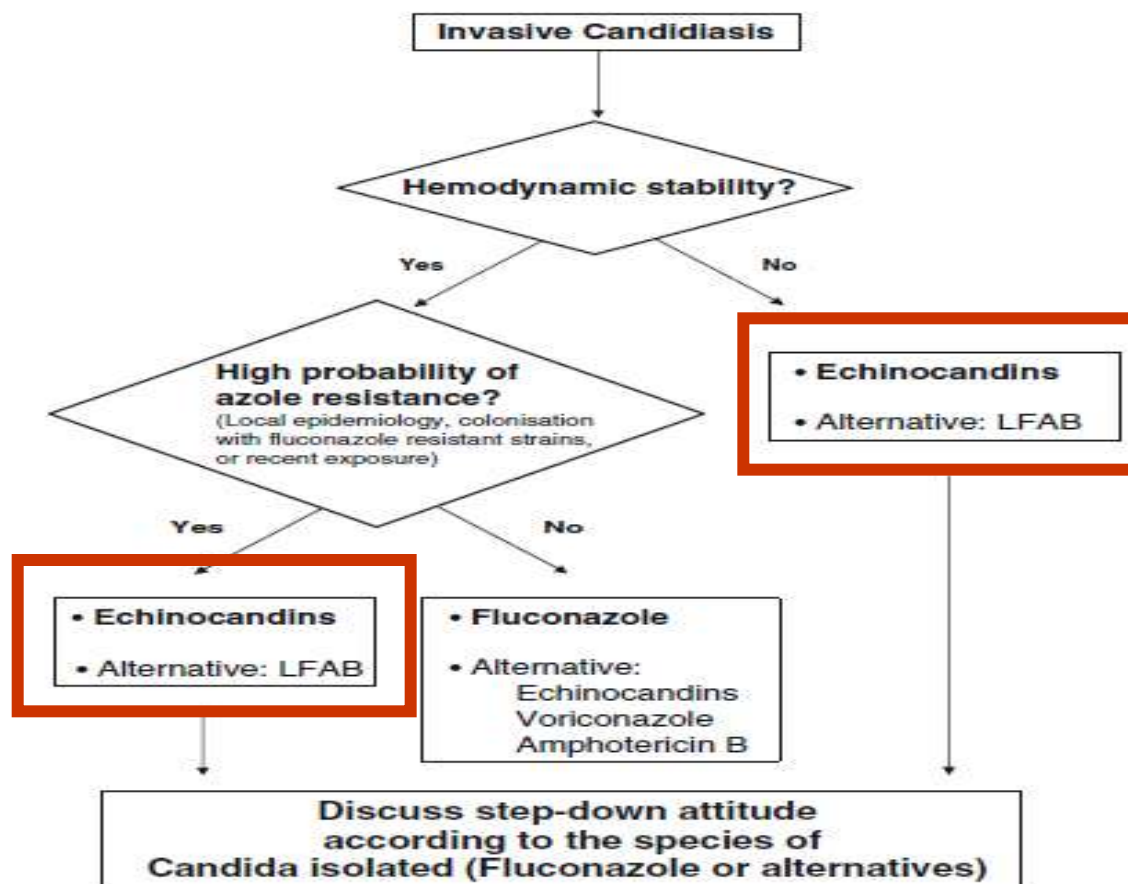 Invasive Candidiasis
Hemodynamic stability?
Yes
No
High probability of
azole resistance?
(Local epidemiology, colonisation
with fluconazole resistant strains,
or recent exposure)
• Echinocandins
• Alternative: LFAB
Yes
No
• Echinocandins
• Alternative: LFAB
• Fluconazole
• Alternative:
Echinocandins
Voriconazole
Amphotericin B
Discuss step-down attitude
according to the species of
Candida isolated (Fluconazole or alternatives)